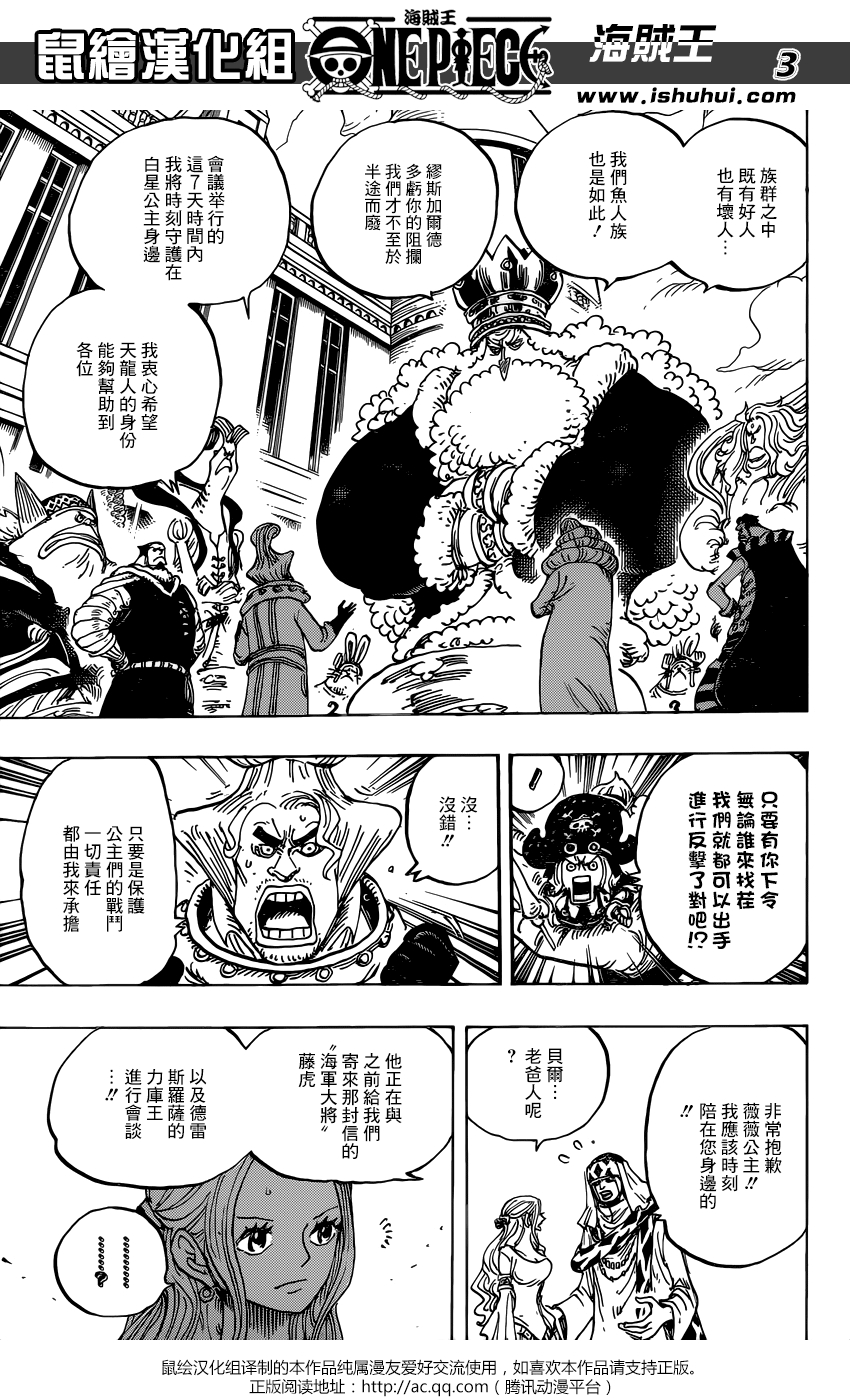 鼠繪漢化組
海賊王
ONE PIECE
海賊王
3
www.ishuhui.com
族群之中
既有好人
也有壞人…
我們魚人族
也是如此！
繆斯加爾德
多虧你的阻攔
我們才不至於
半途而廢
會議举行的
這7天時間內
我將時刻守護在
白星公主身邊
我衷心希望
天龍人的身份
能夠幫助到
各位
2
3
只要有你下令
無論誰來找茬
我們就都可以出手
進行反擊了對吧!?
！
沒…
沒錯!!
只要是保護
公主們的戰鬥
一切責任
都由我來承擔
非常抱歉
薇薇公主!!
我應該時刻
陪在您身邊的
!!
貝爾…
老爸人呢
？
他正在與
之前給我們
寄來那封信的
〝海軍大將〞
藤虎
以及德雷
斯羅薩的
力庫王
進行會談
…!!
………………?
鼠绘汉化组译制的本作品纯属漫友爱好交流使用，如喜欢本作品请支持正版。
正版阅读地址：http://ac.qq.com（腾讯动漫平台）